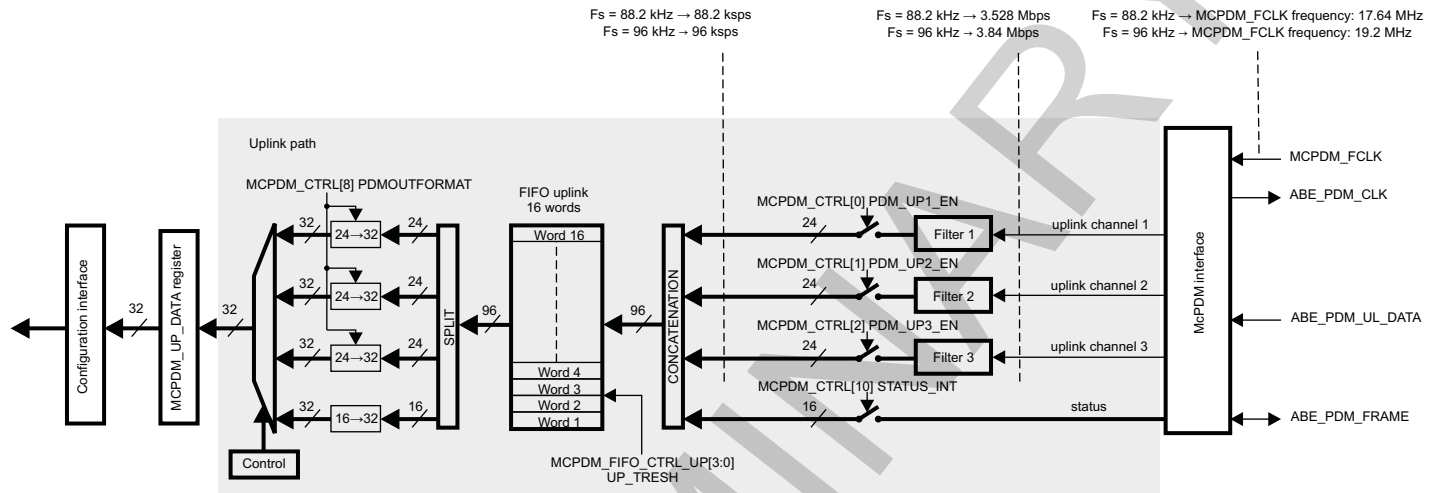 Fs = 88.2 kHz → 88.2 ksps
Fs = 96 kHz → 96 ksps
Fs = 88.2 kHz → 3.528 Mbps
Fs = 96 kHz → 3.84 Mbps
Fs = 88.2 kHz → MCPDM_FCLK frequency: 17.64 MHz
Fs = 96 kHz → MCPDM_FCLK frequency: 19.2 MHz
Uplink path
MCPDM_CTRL[8] PDMOUTFORMAT
FIFO uplink
16 words
Configuration interface
32
MCPDM_UP_DATA register
32
32
24→32
24
32
24→32
24
32
24→32
24
32
16→32
16
Control
SPLIT
96
Word 16
Word 4
Word 3
Word 2
Word 1
MCPDM_FIFO_CTRL_UP[3:0]
UP_TRESH
96
CONCATENATION
MCPDM_CTRL[0] PDM_UP1_EN
24
Filter 1
uplink channel 1
MCPDM_CTRL[1] PDM_UP2_EN
24
Filter 2
uplink channel 2
MCPDM_CTRL[2] PDM_UP3_EN
24
Filter 3
uplink channel 3
MCPDM_CTRL[10] STATUS_INT
16
status
McPDM interface
MCPDM_FCLK
ABE_PDM_CLK
ABE_PDM_UL_DATA
ABE_PDM_FRAME